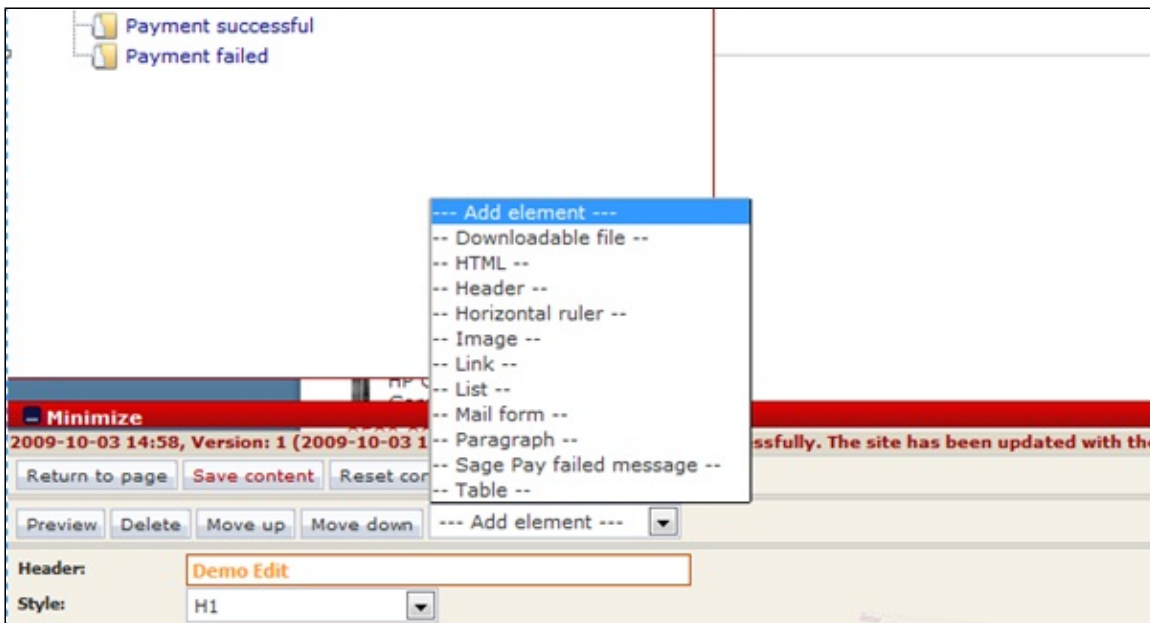 Payment successful
Payment failed
--- Add element ---
-- Downloadable file --
-- HTML --
-- Header --
-- Horizontal ruler --
-- Image --
-- Link --
-- List --
-- Mail form --
-- Paragraph --
-- Sage Pay failed message --
-- Table --
HP
Minimize
2009-10-03 14:58, Version: 1 (2009-10-03 1 ssfully. The site has been updated with the
Return to page Save content Reset con
Preview Delete Move up Move down --- Add element ---
Header: Demo Edit
Style: H1